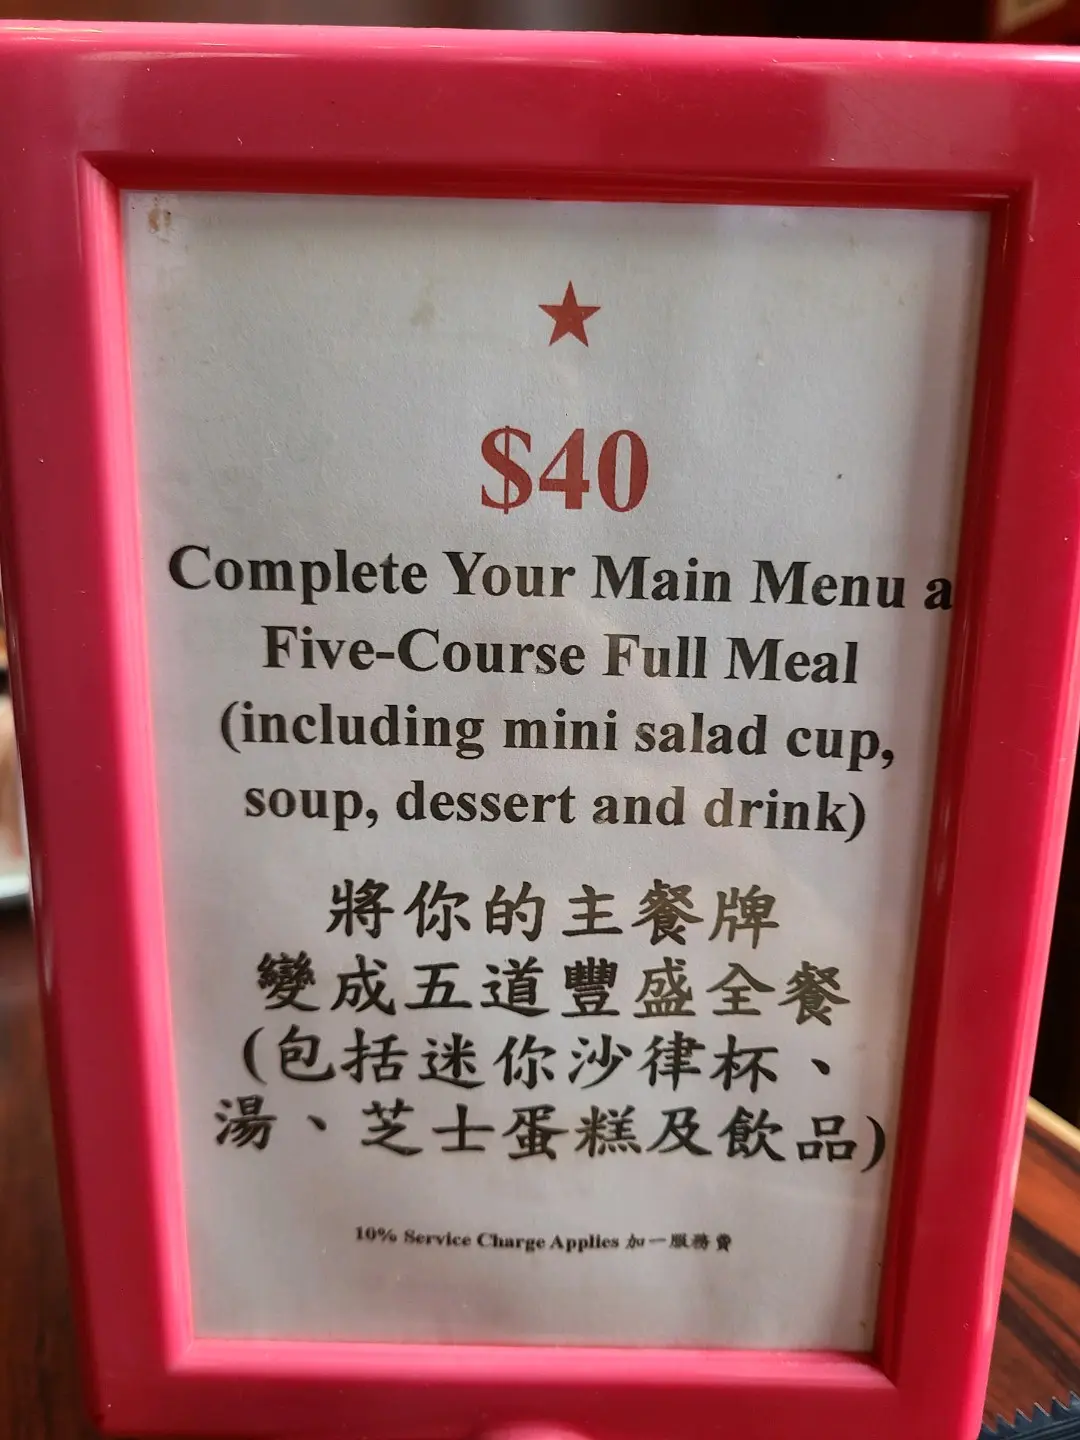 $40
Complete Your Main Menu a
Five-Course Full Meal
(including mini salad cup,
soup, dessert and drink)
將你的主餐牌
變成五道豐盛全餐
(包括迷你沙律杯、
湯、芝士蛋糕及飲品)
10% Service Charge Applies 加一服務費